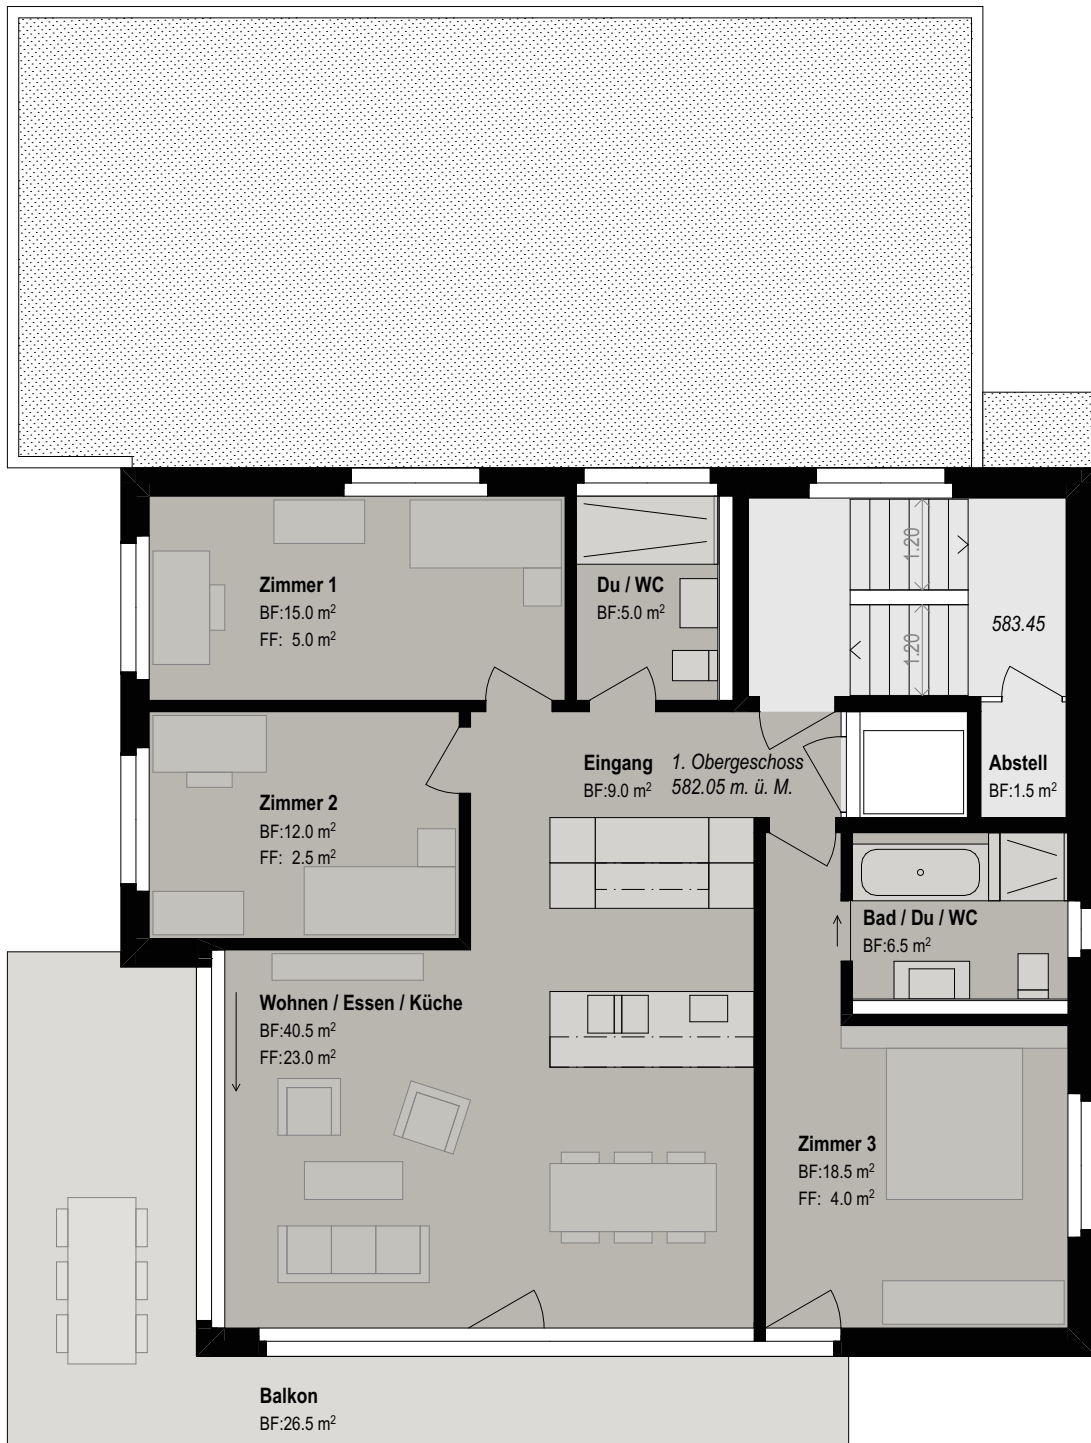 1.20
1.20
583.45
Zimmer 1
BF:15.0 m²
FF: 5.0 m²
Du / WC
BF:5.0 m²
Zimmer 2
BF:12.0 m²
FF: 2.5 m²
Eingang
BF:9.0 m²
1. Obergeschoss
582.05 m. ü. M.
Abstell
BF:1.5 m²
Bad / Du / WC
BF:6.5 m²
Wohnen / Essen / Küche
BF:40.5 m²
FF:23.0 m²
Zimmer 3
BF:18.5 m²
FF: 4.0 m²
Balkon
BF:26.5 m²